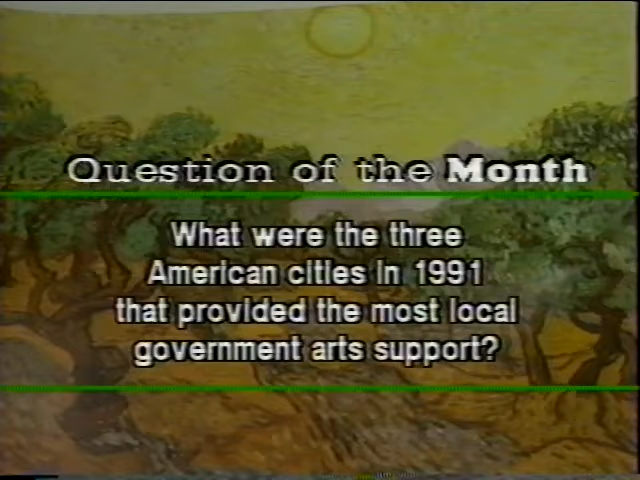 Question of the Month
What were the three
American cities in 1991
that provided the most local
government arts support?